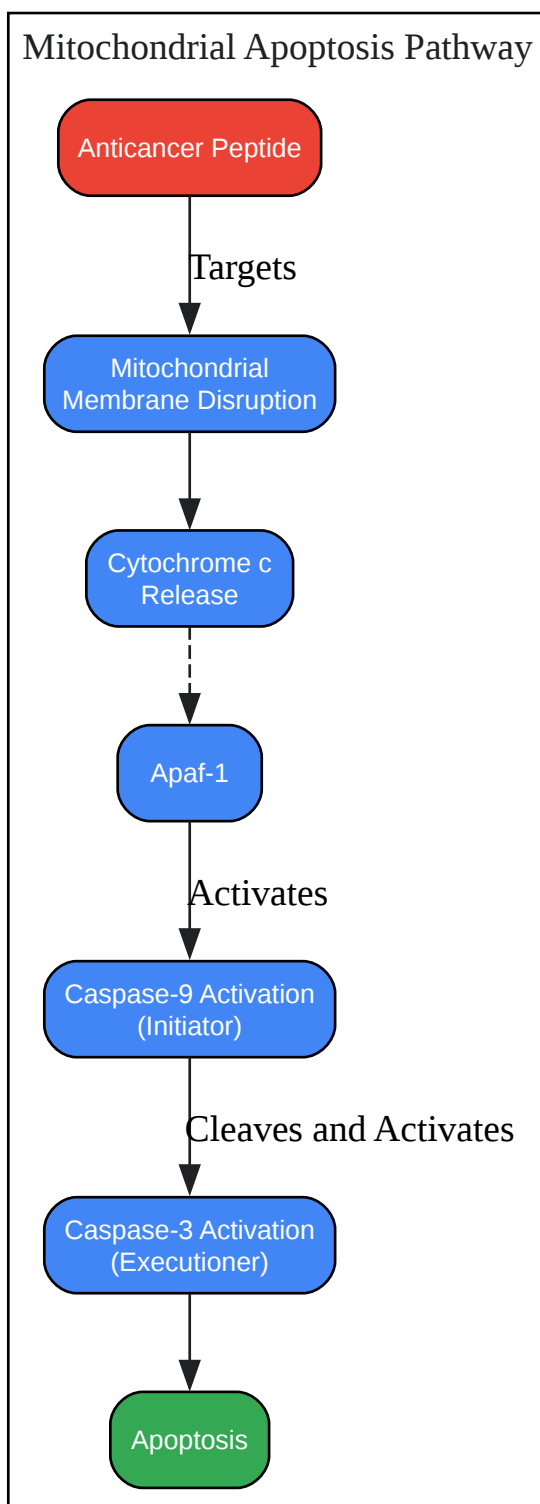 Mitochondrial Apoptosis Pathway
Anticancer Peptide
Targets
Mitochondrial
Membrane Disruption
Cytochrome c
Release
Apaf-1
Activates
Caspase-9 Activation
(Initiator)
Cleaves and Activates
Caspase-3 Activation
(Executioner)
Apoptosis